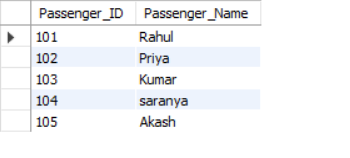 Passenger_ID Passenger_Name
101 Rahul
102 Priya
103 Kumar
104 saranya
105 Akash